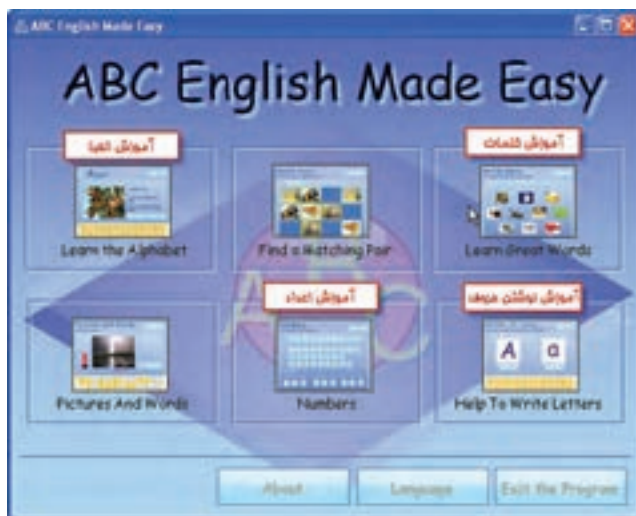 ABC English Made Easy
ABC English Made Easy
آموزش الفبا
آموزش کلمات
Learn the Alphabet
Find a Matching Pair
Learn Great Words
آموزش اعداد
آموزش نوشتن حروف
ABC
A a
Pictures And Words
Numbers
Help To Write Letters
About
Language
Exit the Program